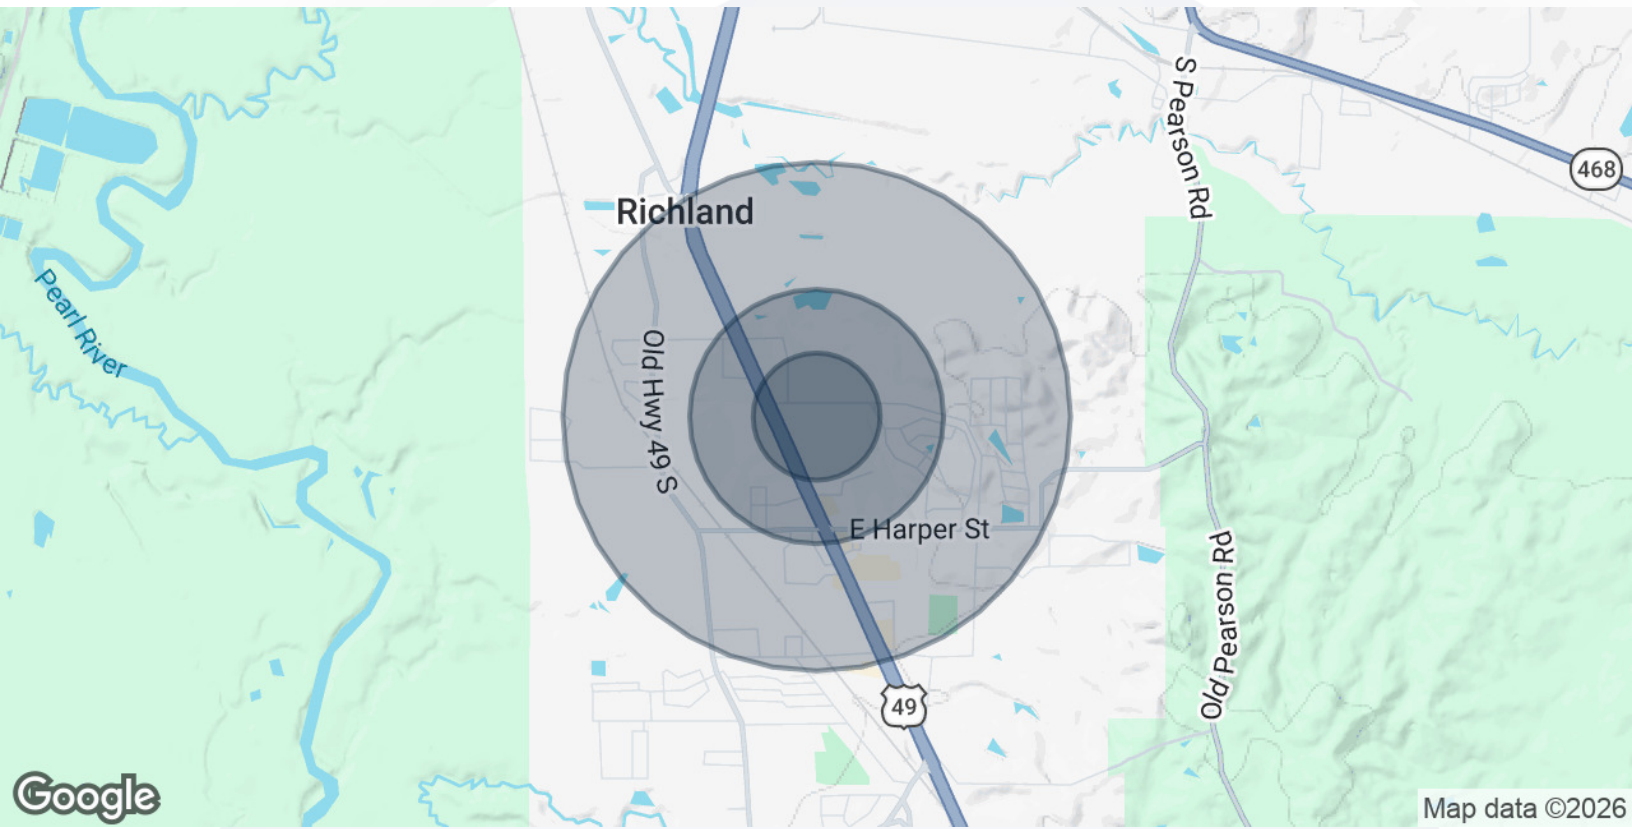 S Pearson Rd
468
Richland
Pearl River
Old Hwy 49 S
E Harper St
Old Pearson Rd
49
Google
Map data ©2026